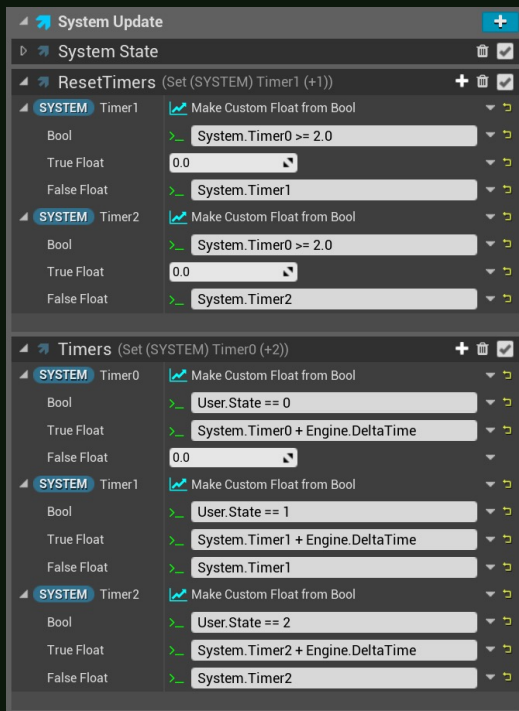 System Update
System State
ResetTimers (Set (SYSTEM) Timer1 (+1))
SYSTEM Timer1 Make Custom Float from Bool
Bool >_ System.Timer0 >= 2.0
True Float 0.0
False Float >_ System.Timer1
SYSTEM Timer2 Make Custom Float from Bool
Bool >_ System.Timer0 >= 2.0
True Float 0.0
False Float >_ System.Timer2
Timers (Set (SYSTEM) Timer0 (+2))
SYSTEM Timer0 Make Custom Float from Bool
Bool >_ User.State == 0
True Float >_ System.Timer0 + Engine.DeltaTime
False Float 0.0
SYSTEM Timer1 Make Custom Float from Bool
Bool >_ User.State == 1
True Float >_ System.Timer1 + Engine.DeltaTime
False Float >_ System.Timer1
SYSTEM Timer2 Make Custom Float from Bool
Bool >_ User.State == 2
True Float >_ System.Timer2 + Engine.DeltaTime
False Float >_ System.Timer2